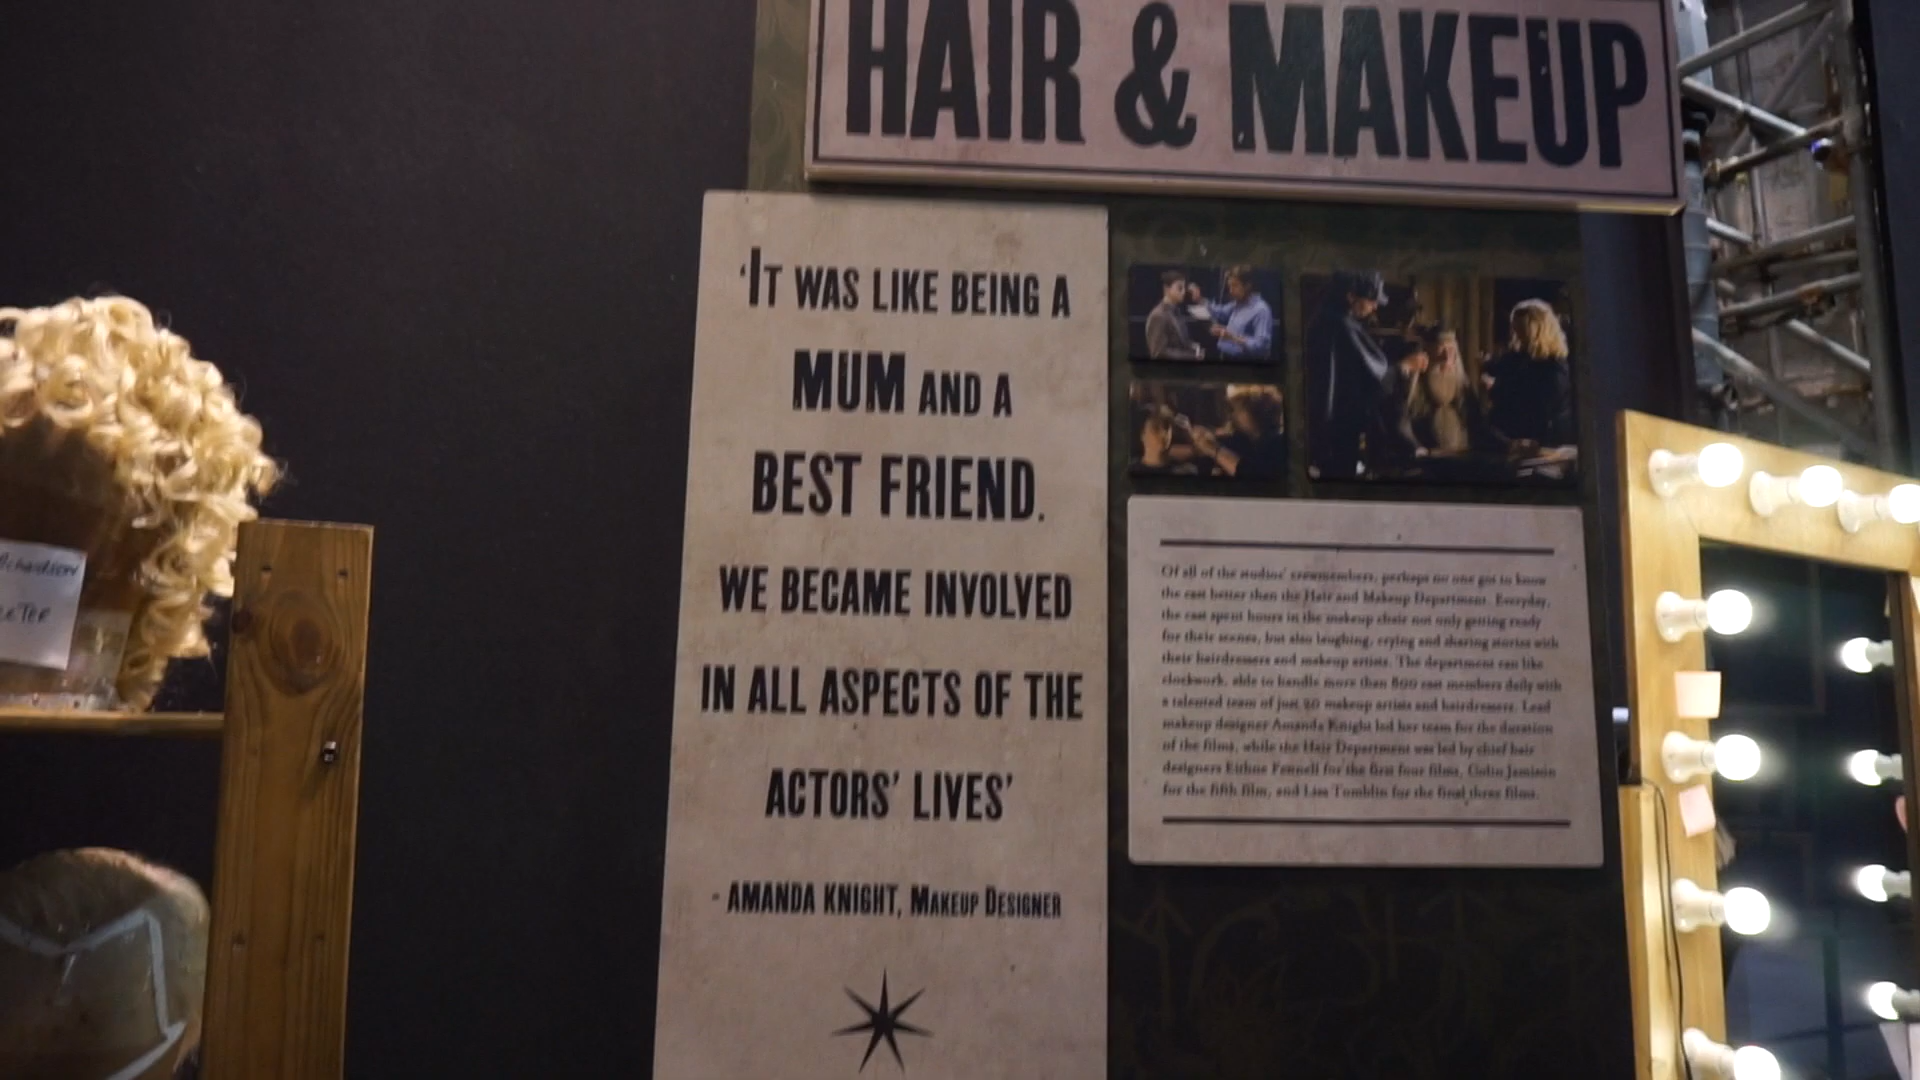 HAIR & MAKEUP
‘IT WAS LIKE BEING A
MUM AND A
BEST FRIEND.
WE BECAME INVOLVED
IN ALL ASPECTS OF THE
ACTORS’ LIVES’
- AMANDA KNIGHT, MAKEUP DESIGNER
Of all of the studios’ crewmembers, perhaps no one got to know
the cast better than the Hair and Makeup Department. Everyday,
the cast spent hours in the makeup chair not only getting ready
for their scenes, but also laughing, crying and sharing stories with
their hairdressers and makeup artists. The department ran like
clockwork, able to handle more than 800 cast members daily with
a talented team of just 20 makeup artists and hairdressers. Lead
makeup designer Amanda Knight led her team for the duration
of the films, while the Hair Department was led by chief hair
designers Eithne Fennell for the first four films, Colin Jamison
for the fifth film, and Lisa Tomblin for the final three films.